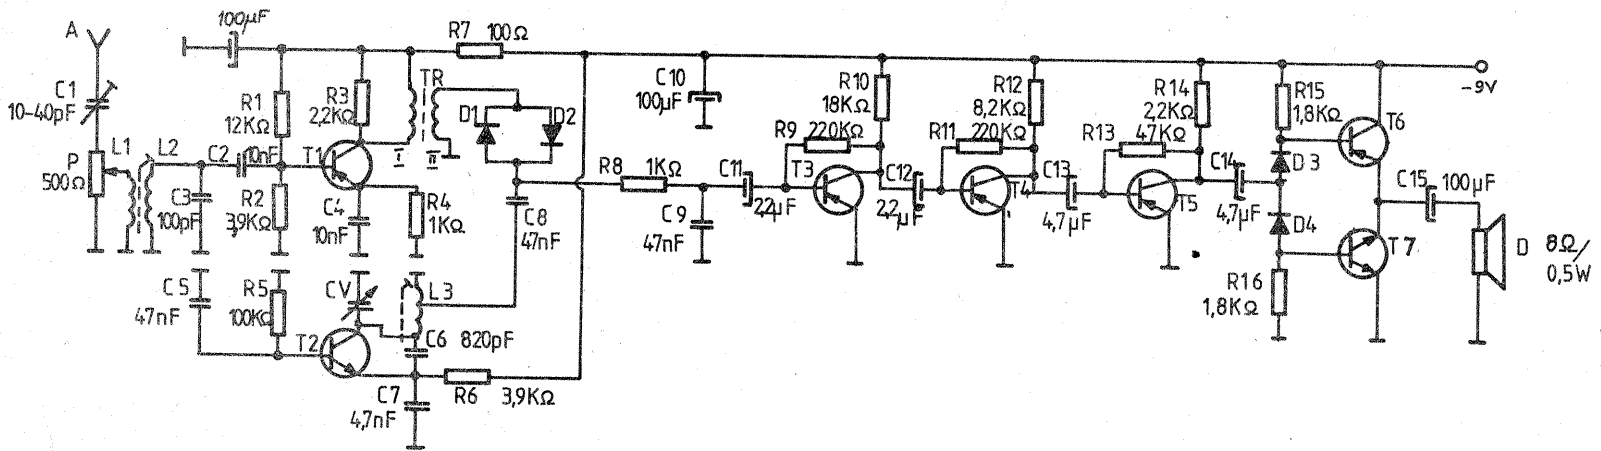 A
100µF
R7 100Ω
C1
10-40pF
R1
12KΩ
R3
2,2KΩ
TR
D1
D2
C10
100µF
R10
18KΩ
R12
8,2KΩ
R14
2,2KΩ
R15
1,8KΩ
-9V
P
500Ω
L1
L2
C2
10nF
T1
I
II
R9
220KΩ
R11
220KΩ
R13
47KΩ
T6
C3
100pF
R2
3,9KΩ
C4
10nF
R4
1KΩ
R8
1KΩ
C11
22µF
T3
C12
2,2µF
T4
C13
4,7µF
T5
C14
4,7µF
D3
D4
C15
100µF
C8
47nF
C9
47nF
T7
D
8Ω/
0,5W
C5
47nF
R5
100KΩ
CV
L3
R16
1,8KΩ
T2
C6
820pF
C7
4,7nF
R6
3,9KΩ